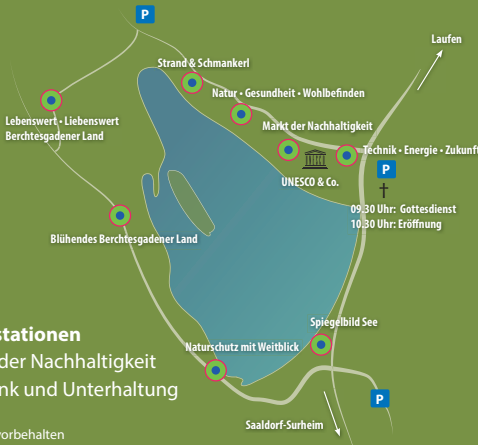 P
Laufen
Strand & Schmankerl
Natur • Gesundheit • Wohlbefinden
Lebenswert • Liebenswert
Berchtesgadener Land
Markt der Nachhaltigkeit
Technik • Energie • Zukunft
UNESCO & Co.
P
09.30 Uhr: Gottesdienst
10.30 Uhr: Eröffnung
Blühendes Berchtesgadener Land
Spiegelbild See
stationen
Naturschutz mit Weitblick
der Nachhaltigkeit
nk und Unterhaltung
P
Saaldorf-Surheim
vorbehalten